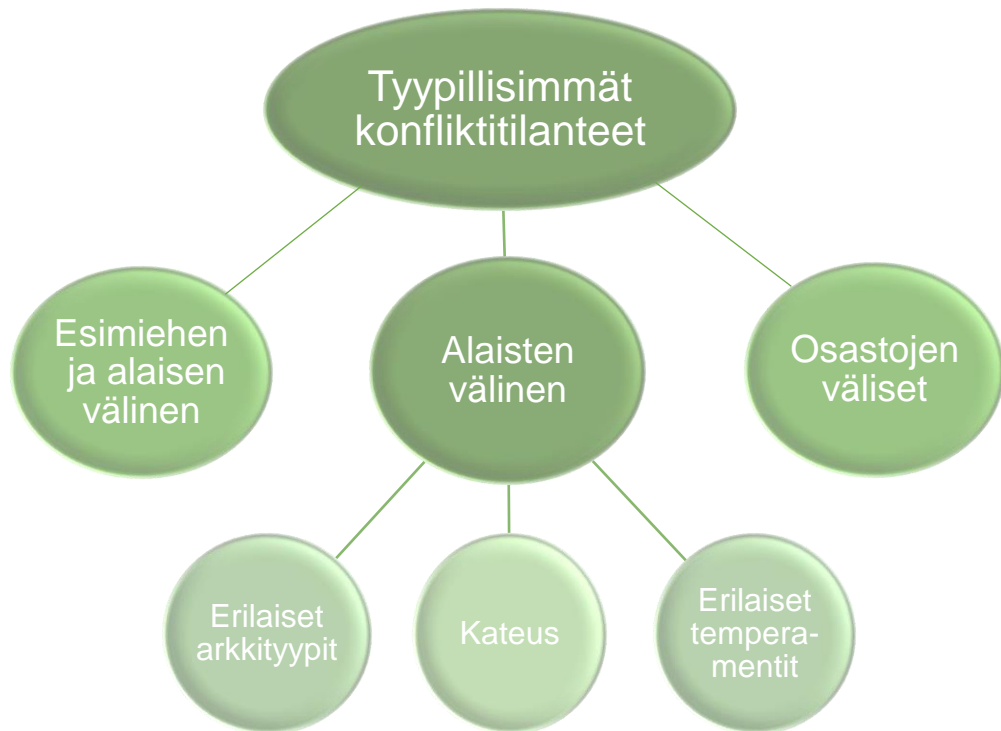 Tyypillisimmät
konfliktitilanteet
Esimiehen
ja alaisen
välinen
Alaisten
välinen
Osastojen
väliset
Erilaiset
arkkityypit
Kateus
Erilaiset
tempera-
mentit